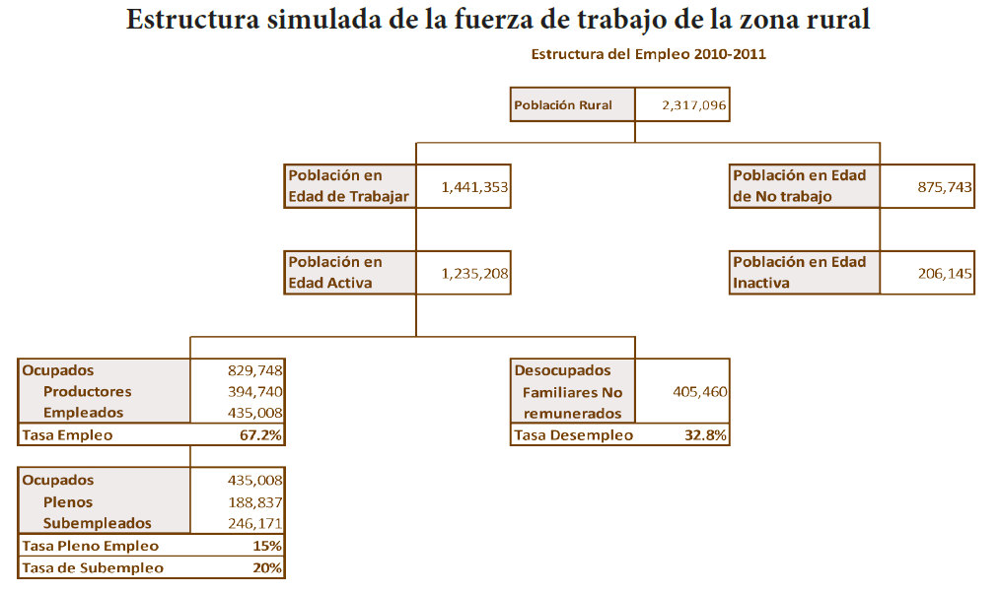 Estructura simulada de la fuerza de trabajo de la zona rural
Estructura del Empleo 2010-2011
Población Rural 2,317,096
Población en
Edad de Trabajar 1,441,353
Población en Edad
de No trabajo 875,743
Población en
Edad Activa 1,235,208
Población en Edad
Inactiva 206,145
Ocupados 829,748
Productores 394,740
Empleados 435,008
Tasa Empleo 67.2%
Desocupados
Familiares No
remunerados 405,460
Tasa Desempleo 32.8%
Ocupados 435,008
Plenos 188,837
Subempleados 246,171
Tasa Pleno Empleo 15%
Tasa de Subempleo 20%